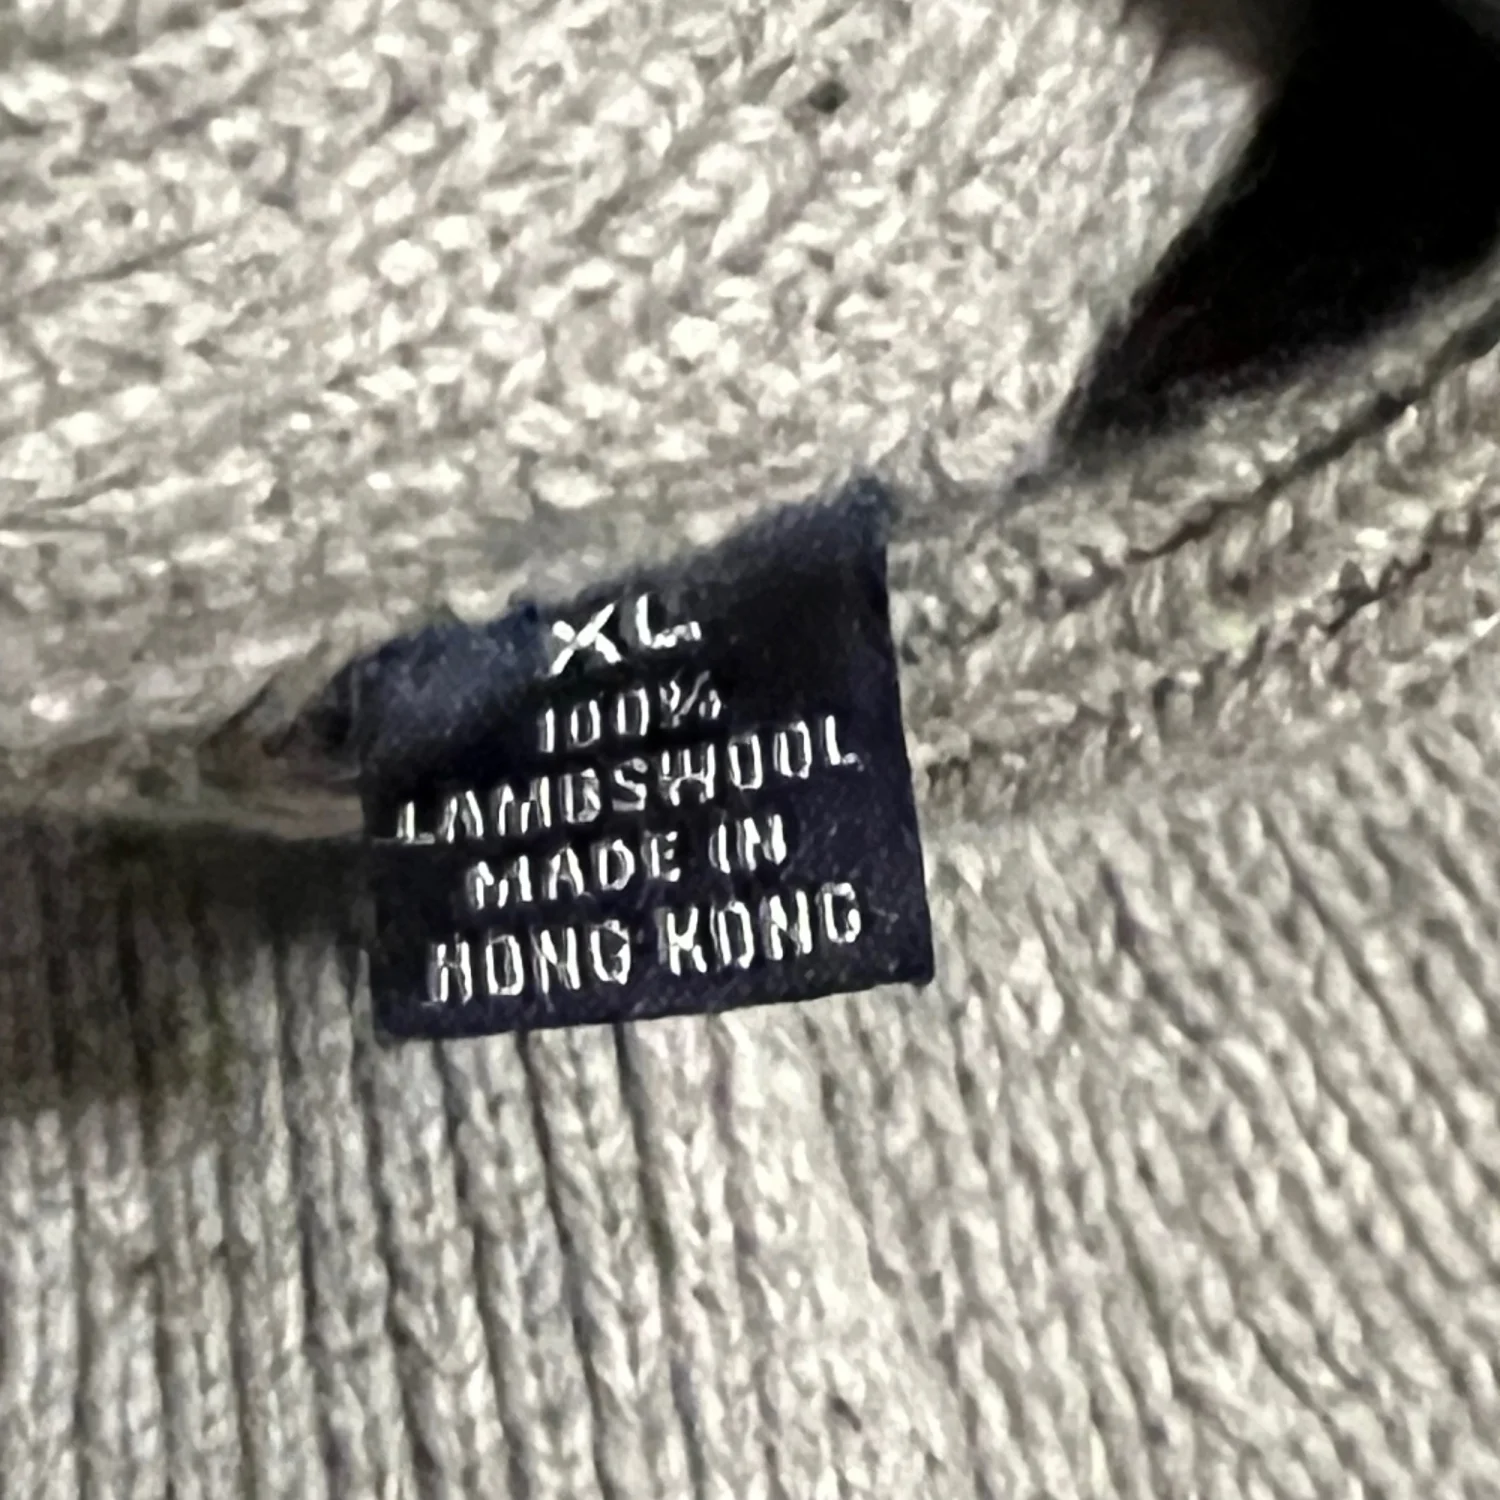 XL
100%
LAMBSWOOL
MADE IN
HONG KONG